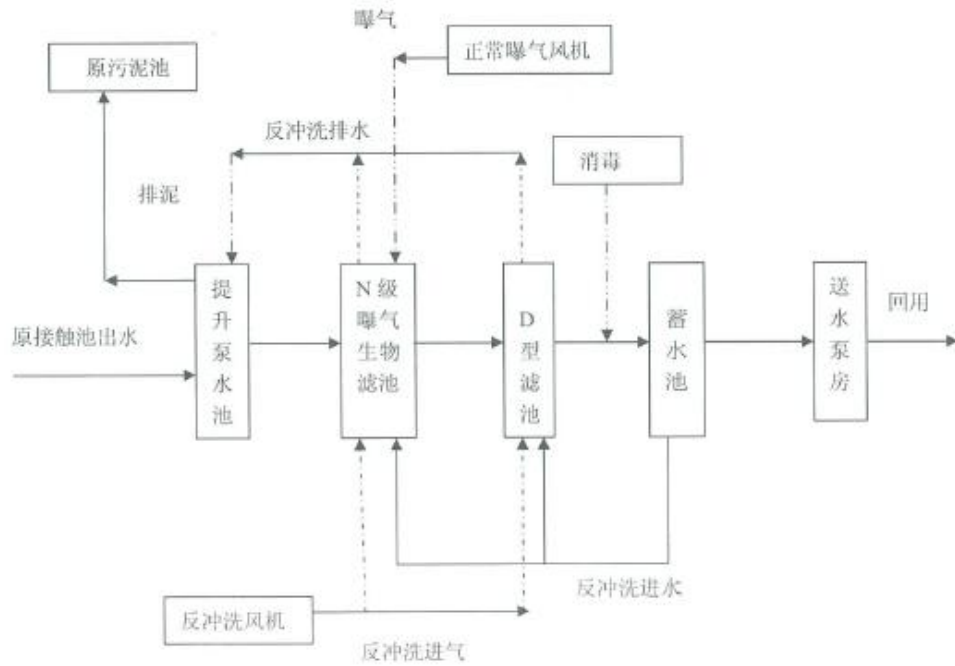 曝气
正常曝气风机
原污泥池
反冲洗排水
消毒
排泥
提升泵水池
N级曝气生物滤池
D型滤池
蓄水池
送水泵房
回用
原接触池出水
反冲洗进水
反冲洗风机
反冲洗进气